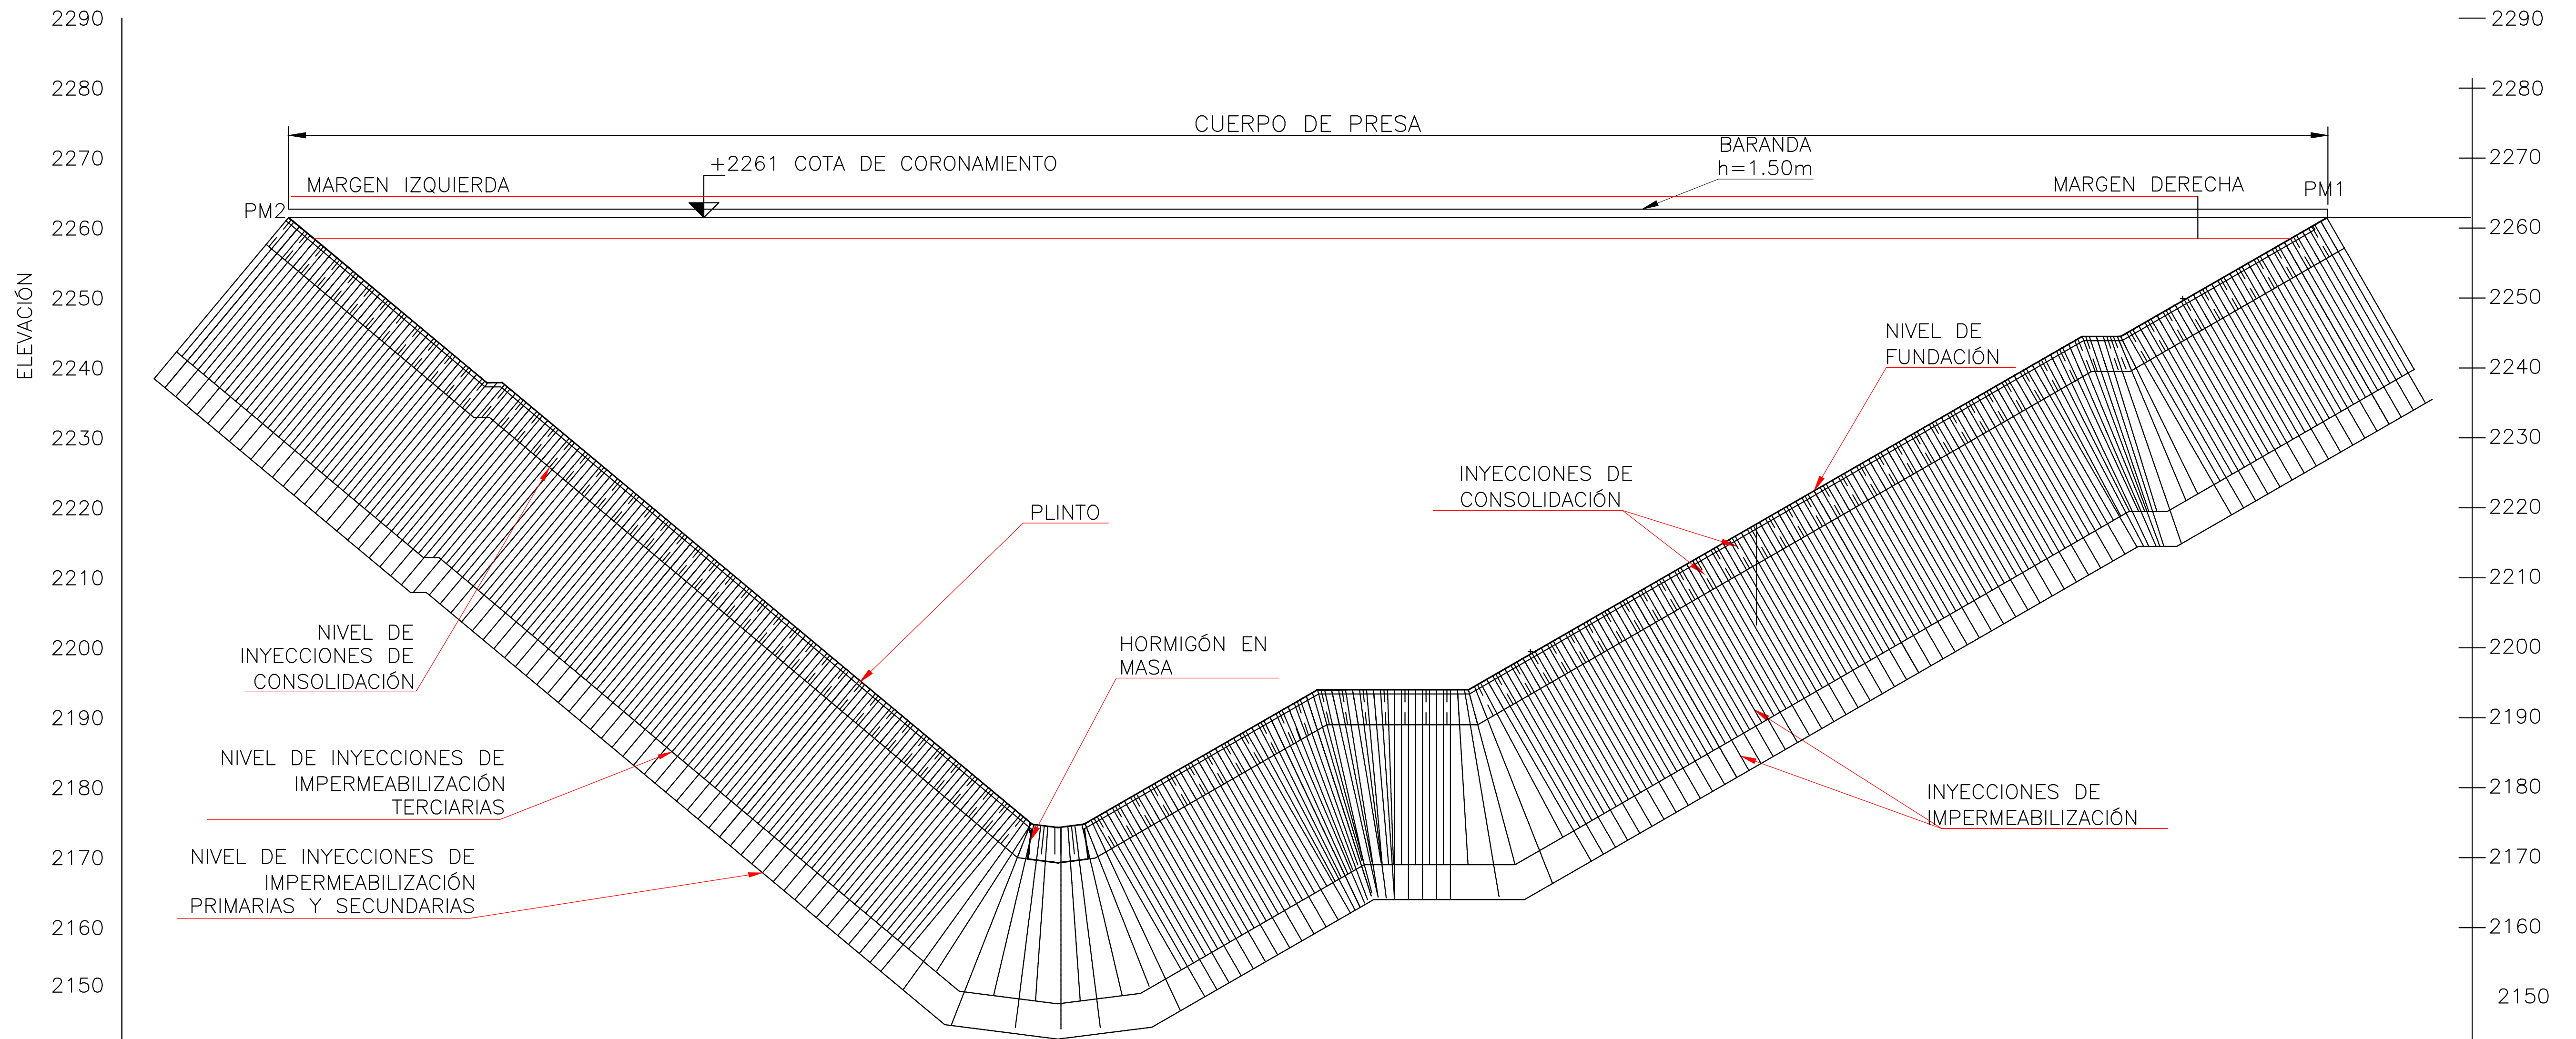 2290
2280
2270
2260
2250
2240
2230
2220
2210
2200
2190
2180
2170
2160
2150
ELEVACIÓN
CUERPO DE PRESA
+2261 COTA DE CORONAMIENTO
BARANDA
h=1.50m
MARGEN IZQUIERDA
MARGEN DERECHA
PM2
PM1
NIVEL DE
FUNDACIÓN
INYECCIONES DE
CONSOLIDACIÓN
PLINTO
NIVEL DE
INYECCIONES DE
CONSOLIDACIÓN
HORMIGÓN EN
MASA
NIVEL DE INYECCIONES DE
IMPERMEABILIZACIÓN
TERCIARIAS
INYECCIONES DE
IMPERMEABILIZACIÓN
NIVEL DE INYECCIONES DE
IMPERMEABILIZACIÓN
PRIMARIAS Y SECUNDARIAS
2290
2280
2270
2260
2250
2240
2230
2220
2210
2200
2190
2180
2170
2160
2150